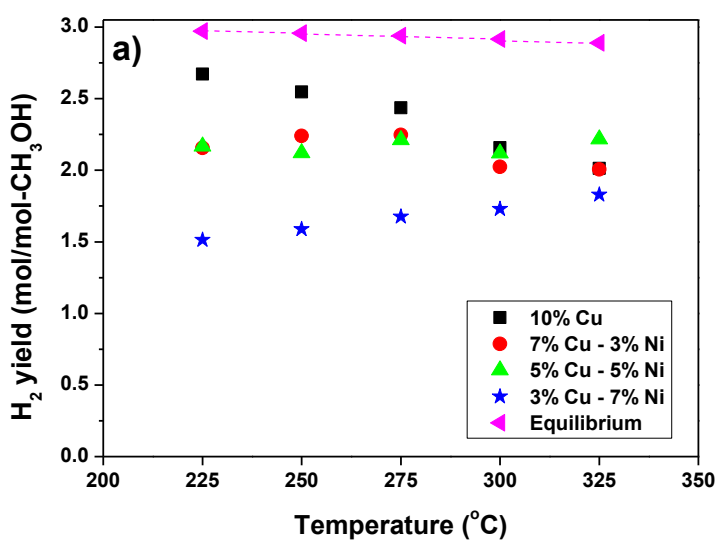 a)
H₂ yield (mol/mol-CH₃OH)
3.0
2.5
2.0
1.5
1.0
0.5
0.0
10% Cu
7% Cu - 3% Ni
5% Cu - 5% Ni
3% Cu - 7% Ni
Equilibrium
200 225 250 275 300 325 350
Temperature (°C)